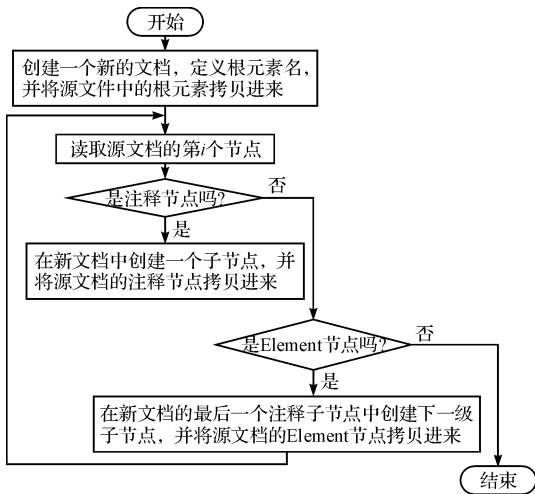 开始
创建一个新的文档，定义根元素名，
并将源文件中的根元素拷贝进来
读取源文档的第i个节点
是注释节点吗?
否
是
在新文档中创建一个子节点，并
将源文档的注释节点拷贝进来
是Element节点吗?
否
是
在新文档的最后一个注释子节点中创建下一级
子节点，并将源文档的Element节点拷贝进来
结束